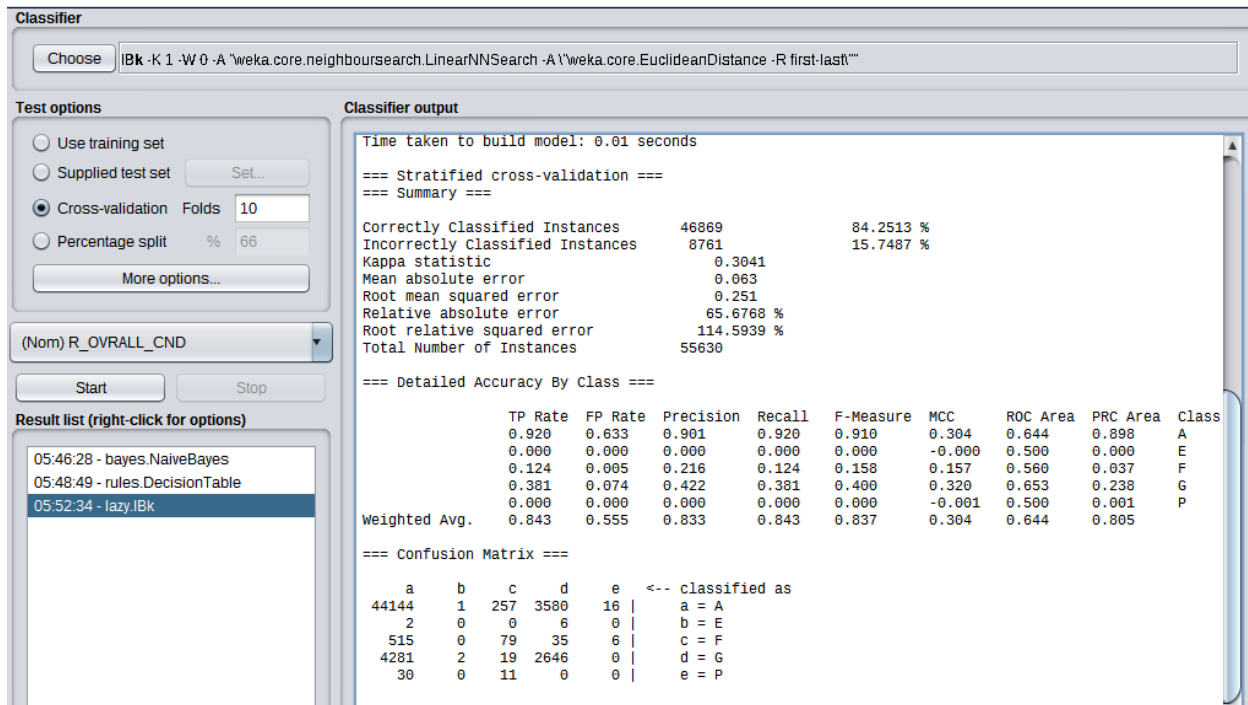 Classifier
Choose IBk -K 1 -W 0 -A "weka.core.neighboursearch.LinearNNSearch -A \"weka.core.EuclideanDistance -R first-last\""
Test options
Use training set
Supplied test set Set...
Cross-validation Folds 10
Percentage split % 66
More options...
(Nom) R_OVRALL_CND
Start Stop
Result list (right-click for options)
05:46:28 - bayes.NaiveBayes
05:48:49 - rules.DecisionTable
05:52:34 - lazy.IBk
Classifier output
Time taken to build model: 0.01 seconds
=== Stratified cross-validation ===
=== Summary ===
Correctly Classified Instances 46869 84.2513 %
Incorrectly Classified Instances 8761 15.7487 %
Kappa statistic 0.3041
Mean absolute error 0.063
Root mean squared error 0.251
Relative absolute error 65.6768 %
Root relative squared error 114.5939 %
Total Number of Instances 55630
=== Detailed Accuracy By Class ===
TP Rate FP Rate Precision Recall F-Measure MCC ROC Area PRC Area Class
0.920 0.633 0.901 0.920 0.910 0.304 0.644 0.898 A
0.000 0.000 0.000 0.000 0.000 -0.000 0.500 0.000 E
0.124 0.005 0.216 0.124 0.158 0.157 0.560 0.037 F
0.381 0.074 0.422 0.381 0.400 0.320 0.653 0.238 G
0.000 0.000 0.000 0.000 0.000 -0.001 0.500 0.001 P
Weighted Avg. 0.843 0.555 0.833 0.843 0.837 0.304 0.644 0.805
=== Confusion Matrix ===
a b c d e <-- classified as
44144 1 257 3580 16 | a = A
2 0 0 6 0 | b = E
515 0 79 35 6 | c = F
4281 2 19 2646 0 | d = G
30 0 11 0 0 | e = P